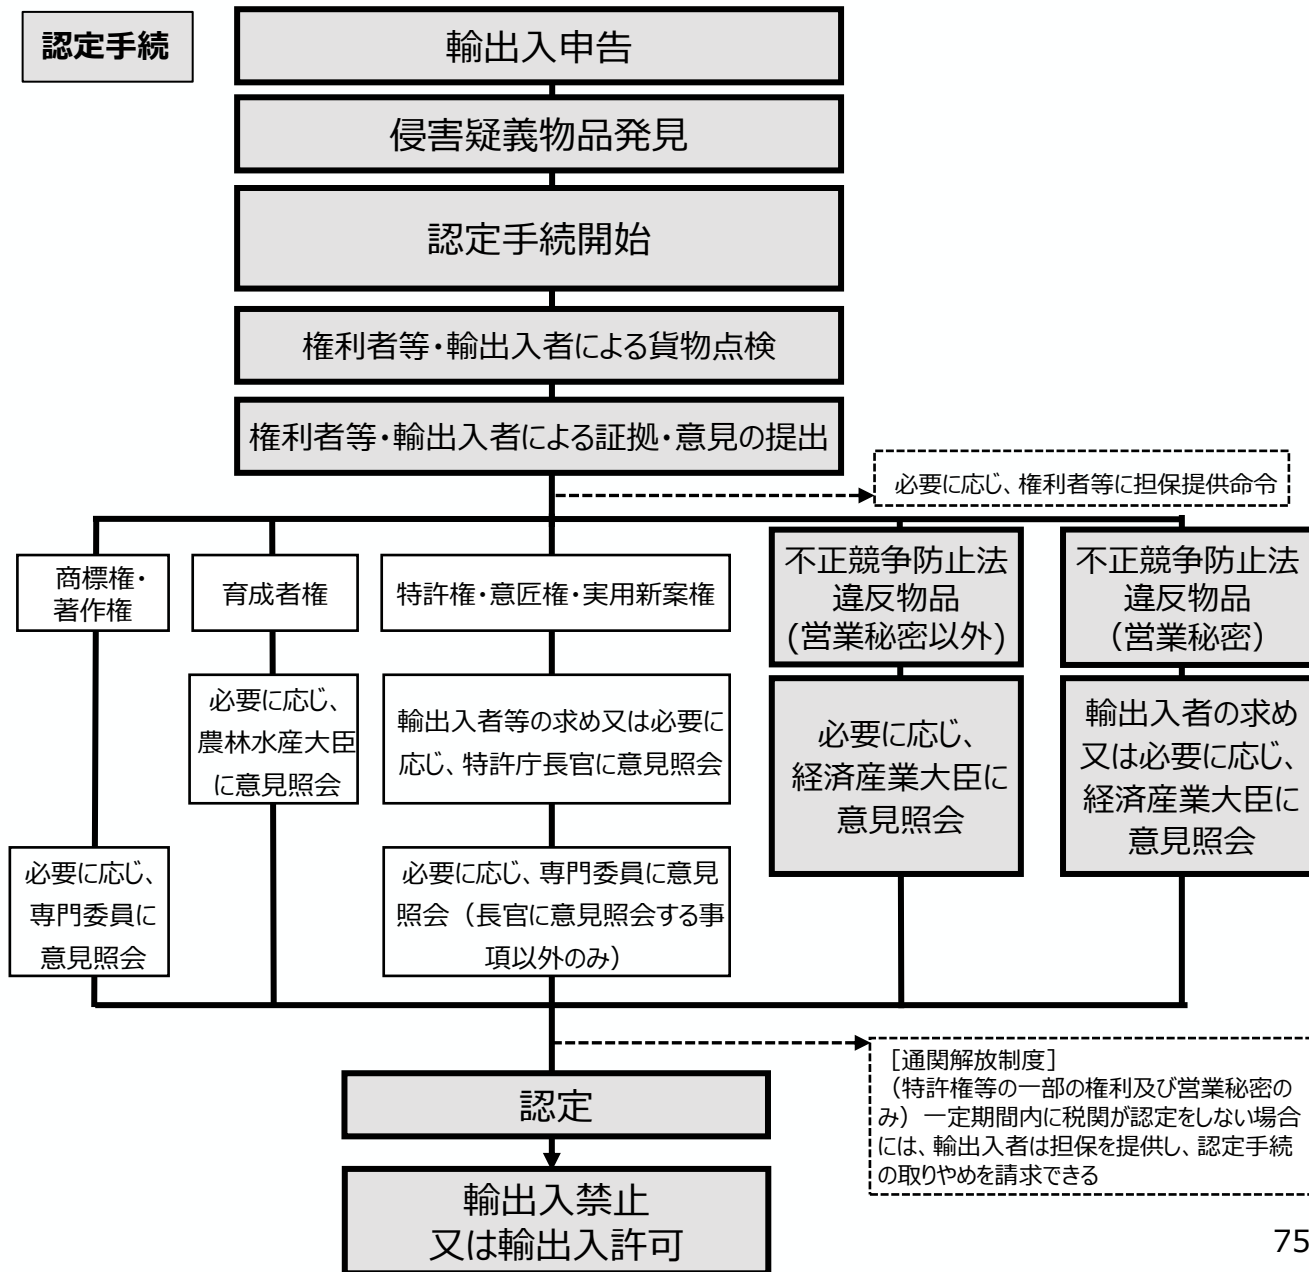 認定手続
輸出入申告
侵害疑義物品発見
認定手続開始
権利者等・輸出入者による貨物点検
権利者等・輸出入者による証拠・意見の提出
必要に応じ、権利者等に担保提供命令
商標権・
著作権
育成者権
特許権・意匠権・実用新案権
不正競争防止法
違反物品
(営業秘密以外)
不正競争防止法
違反物品
（営業秘密）
必要に応じ、
農林水産大臣
に意見照会
輸出入者等の求め又は必要に
応じ、特許庁長官に意見照会
必要に応じ、
経済産業大臣に
意見照会
輸出入者の求め
又は必要に応じ、
経済産業大臣に
意見照会
必要に応じ、
専門委員に
意見照会
必要に応じ、専門委員に意見
照会（長官に意見照会する事
項以外のみ）
［通関解放制度］
（特許権等の一部の権利及び営業秘密の
み）一定期間内に税関が認定をしない場合
には、輸出入者は担保を提供し、認定手続
の取りやめを請求できる
認定
輸出入禁止
又は輸出入許可
75